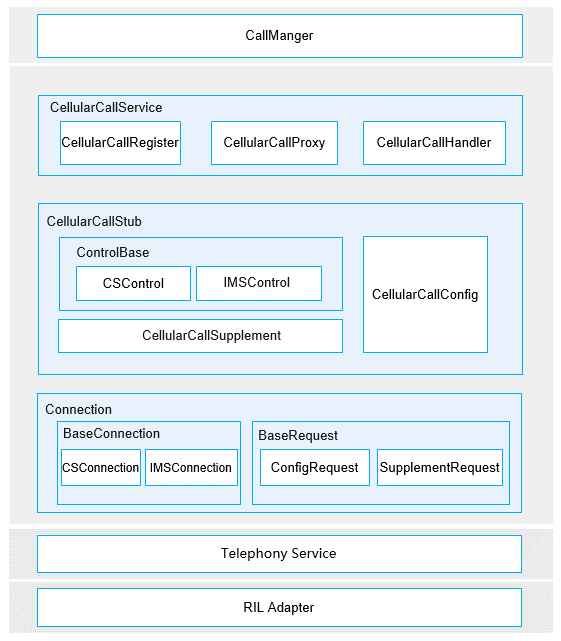 CallManger
CellularCallService
CellularCallRegister
CellularCallProxy
CellularCallHandler
CellularCallStub
ControlBase
CSControl
IMSControl
CellularCallConfig
CellularCallSupplement
Connection
BaseConnection
CSConnection
IMSConnection
BaseRequest
ConfigRequest
SupplementRequest
Telephony Service
RIL Adapter